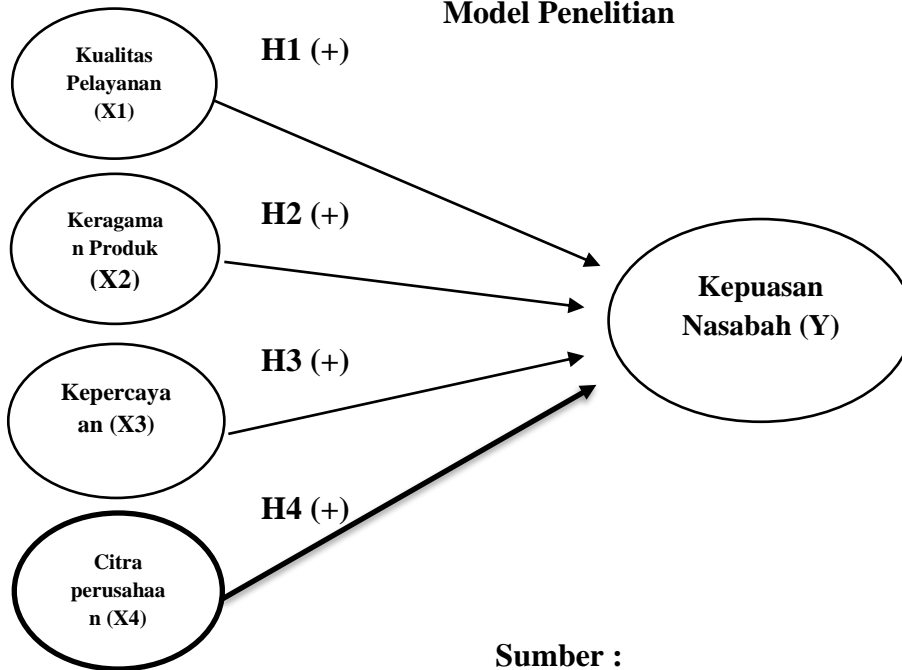 Model Penelitian
H1 (+)
Kualitas
Pelayanan
(X1)
H2 (+)
Keragama
n Produk
(X2)
Kepuasan
Nasabah (Y)
H3 (+)
Kepercaya
an (X3)
H4 (+)
Citra
perusahaa
n (X4)
Sumber :